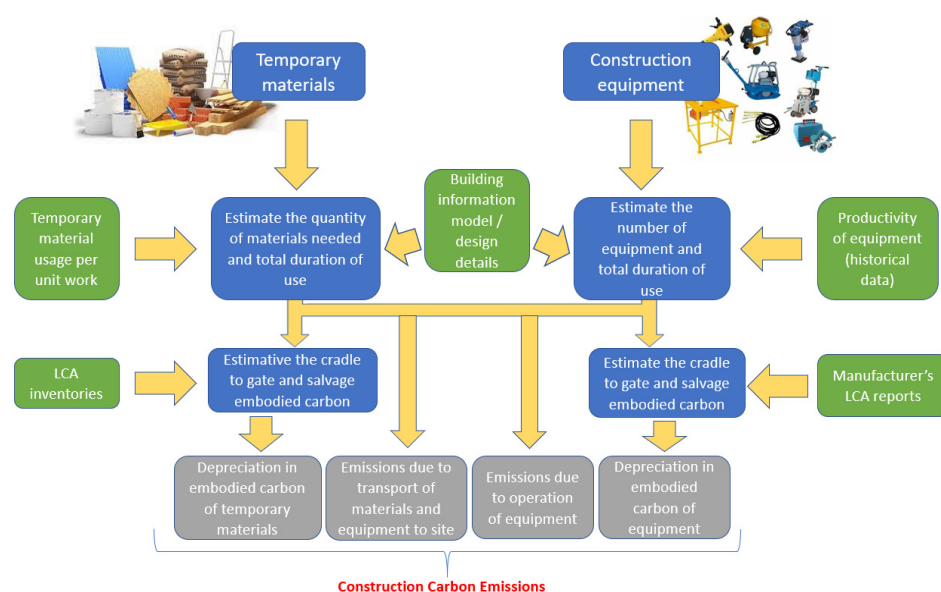 Temporary
materials
Construction
equipment
Building
information
model /
design
details
Temporary
material
usage per
unit work
Estimate the quantity
of materials needed
and total duration of
use
Estimate the
number of
equipment and
total duration of
use
Productivity
of equipment
(historical
data)
LCA
inventories
Estimative the cradle
to gate and salvage
embodied carbon
Estimate the cradle
to gate and salvage
embodied carbon
Manufacturer's
LCA reports
Depreciation in
embodied carbon
of temporary
materials
Emissions due to
transport of
materials and
equipment to site
Emissions due
to operation
of equipment
Depreciation in
embodied
carbon of
equipment
Construction Carbon Emissions